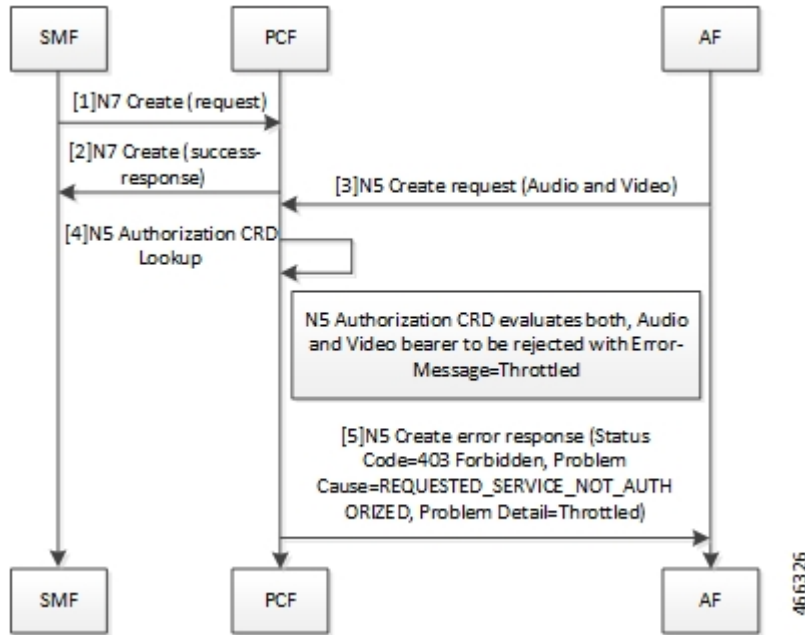 SMF
PCF
AF
[1]N7 Create (request)
[2]N7 Create (success-
response)
[3]N5 Create request (Audio and Video)
[4]N5 Authorization CRD
Lookup
N5 Authorization CRD evaluates both, Audio
and Video bearer to be rejected with Error-
Message=Throttled
[5]N5 Create error response (Status
Code=403 Forbidden, Problem
Cause=REQUESTED_SERVICE_NOT_AUTH
ORIZED, Problem Detail=Throttled)
SMF
PCF
AF
466326